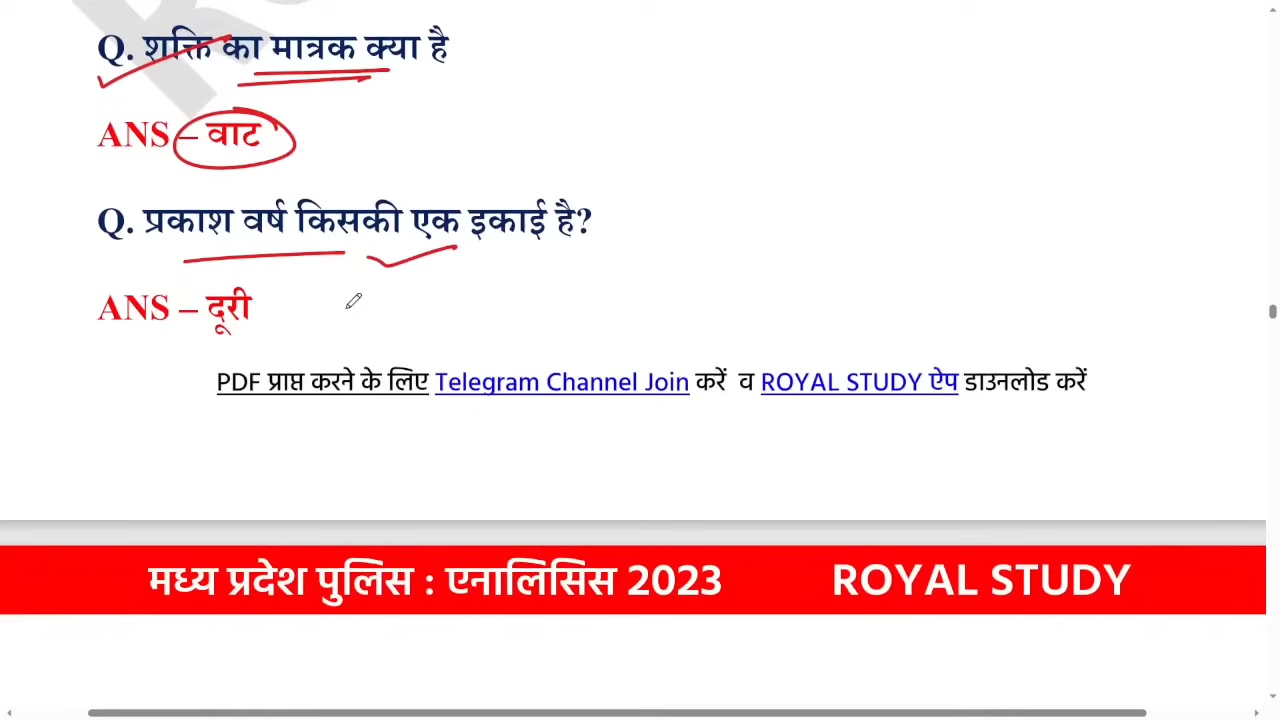 Q. शक्ति का मात्रक क्या है
ANS – वाट
Q. प्रकाश वर्ष किसकी एक इकाई है?
ANS – दूरी
PDF प्राप्त करने के लिए Telegram Channel Join करें व ROYAL STUDY ऐप डाउनलोड करें
मध्य प्रदेश पुलिस : एनालिसिस 2023 ROYAL STUDY